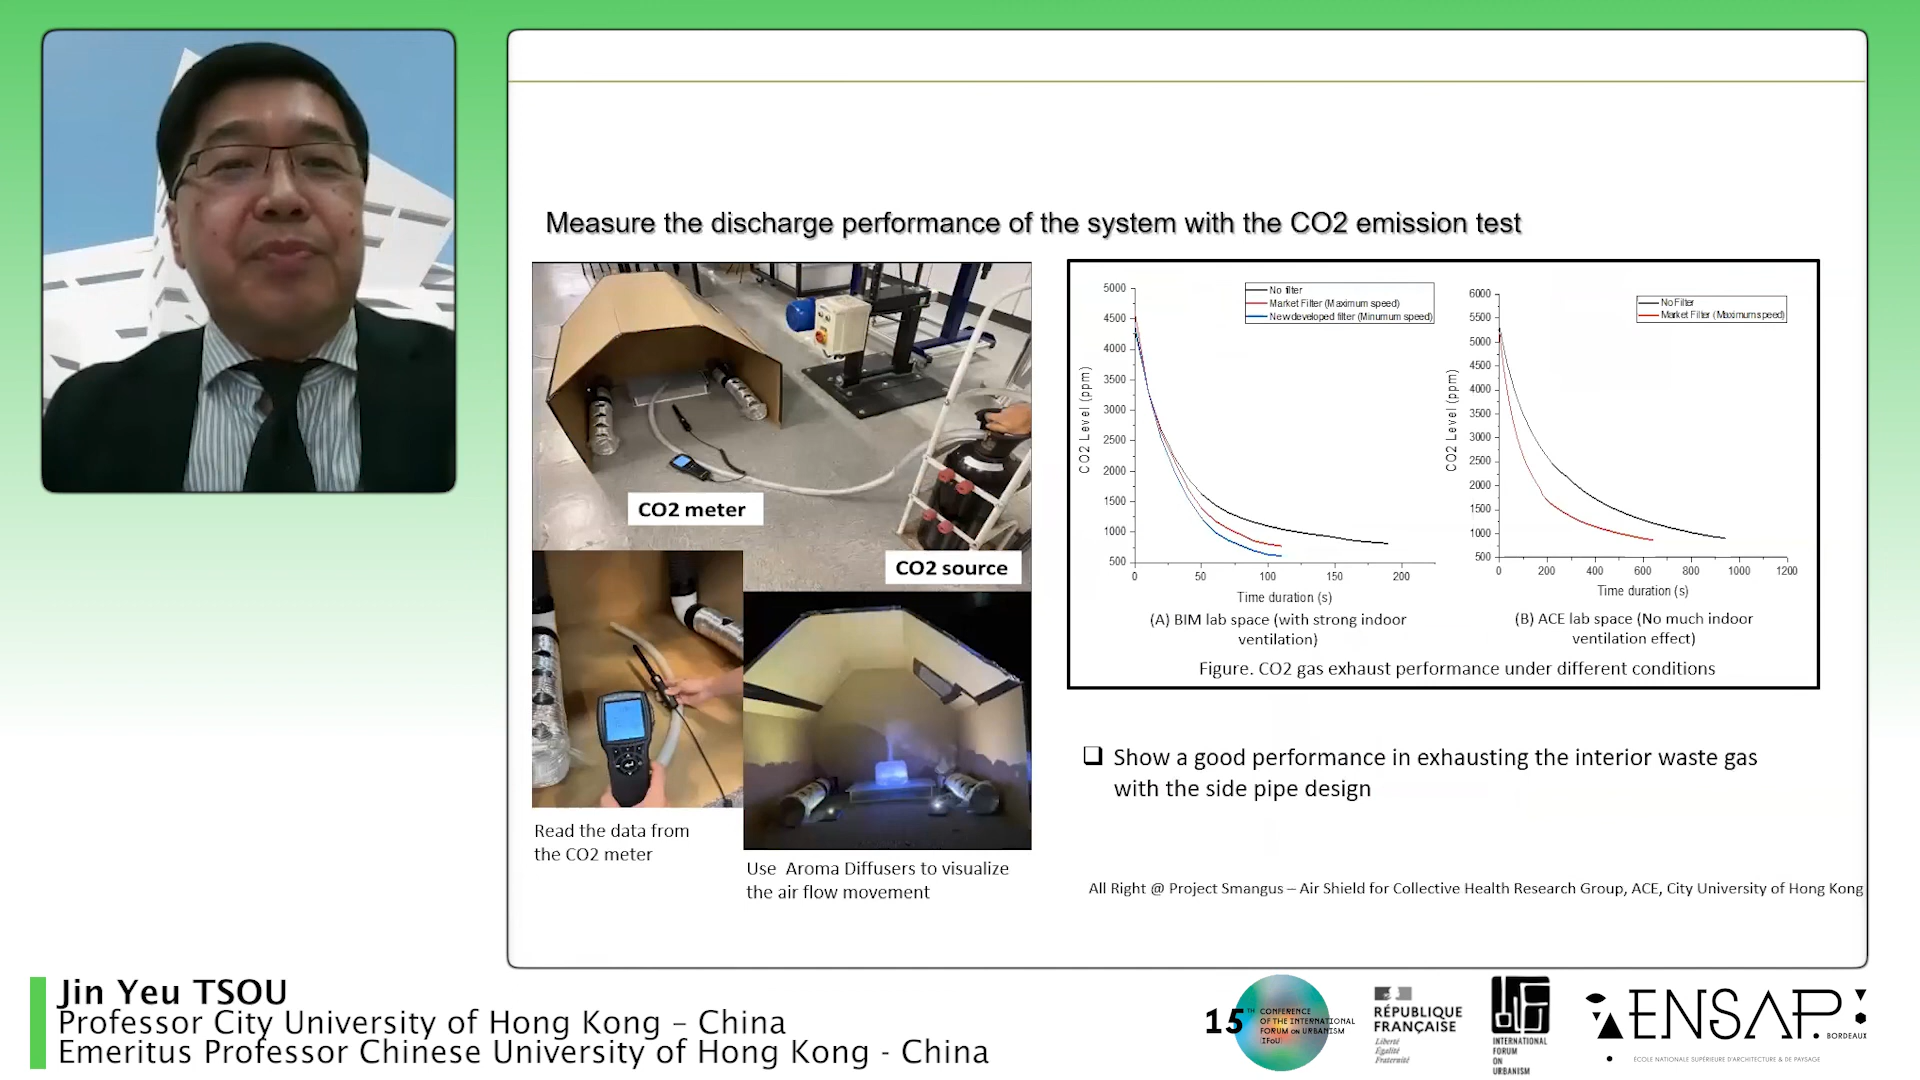 Measure the discharge performance of the system with the CO2 emission test
CO2 meter
CO2 source
Read the data from
the CO2 meter
Use Aroma Diffusers to visualize
the air flow movement
5000
4500
4000
3500
3000
2500
2000
1500
1000
500
CO2 Level (ppm)
No filter
Market Filter (Maximum speed)
Newdeveloped filter (Minumum speed)
0
50
100
150
200
Time duration (s)
(A) BIM lab space (with strong indoor
ventilation)
6000
5500
5000
4500
4000
3500
3000
2500
2000
1500
1000
500
CO2 Level (ppm)
No Filter
Market Filter (Maximum speed)
0
200
400
600
800
1000
1200
Time duration (s)
(B) ACE lab space (No much indoor
ventilation effect)
Figure. CO2 gas exhaust performance under different conditions
Show a good performance in exhausting the interior waste gas
with the side pipe design
All Right @ Project Smangus – Air Shield for Collective Health Research Group, ACE, City University of Hong Kong
Jin Yeu TSOU
Professor City University of Hong Kong – China
Emeritus Professor Chinese University of Hong Kong - China
15TH CONFERENCE
OF THE INTERNATIONAL
FORUM ON URBANISM
(IFoU)
RÉPUBLIQUE
FRANÇAISE
Liberté
Égalité
Fraternité
INTERNATIONAL
FORUM
ON
URBANISM
ENSAP
BORDEAUX
ÉCOLE NATIONALE SUPÉRIEURE D'ARCHITECTURE & DE PAYSAGE